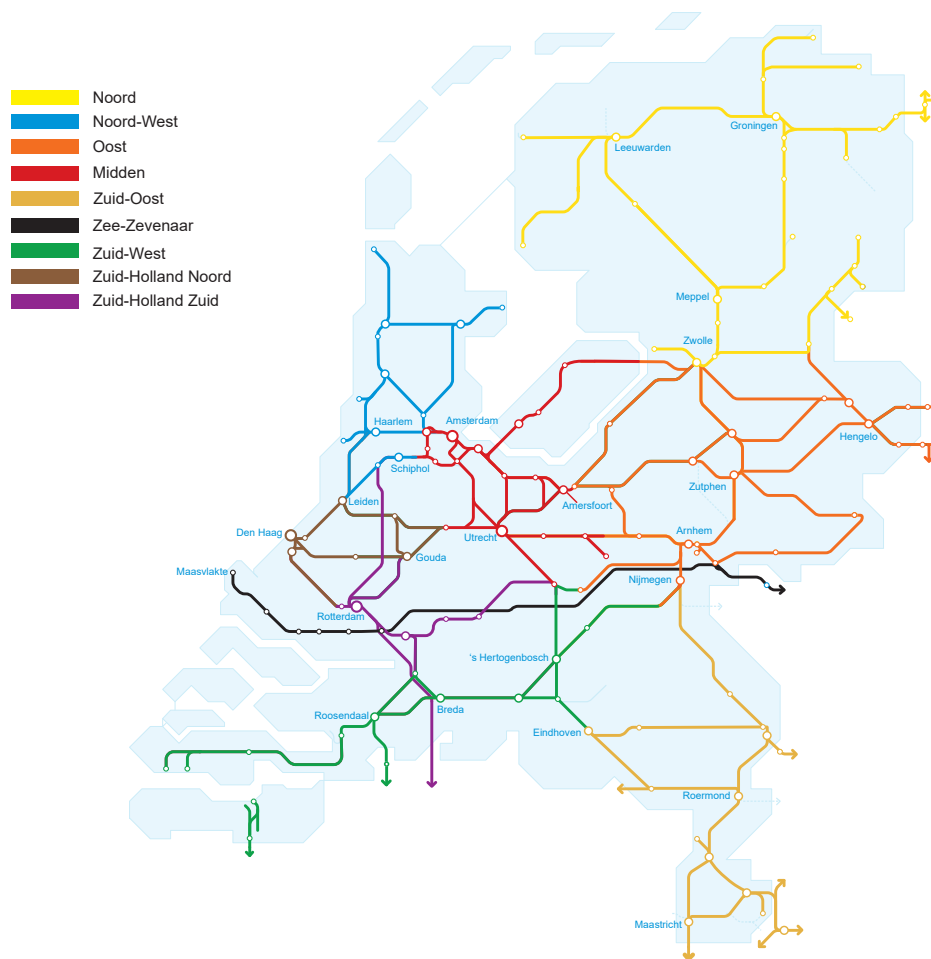 Noord
Noord-West
Oost
Midden
Zuid-Oost
Zee-Zevenaar
Zuid-West
Zuid-Holland Noord
Zuid-Holland Zuid
Groningen
Leeuwarden
Meppel
Zwolle
Haarlem
Amsterdam
Hengelo
Schiphol
Zutphen
Leiden
Amersfoort
Den Haag
Utrecht
Arnhem
Gouda
Maasvlakte
Nijmegen
Rotterdam
's Hertogenbosch
Roosendaal
Breda
Eindhoven
Roermond
Maastricht